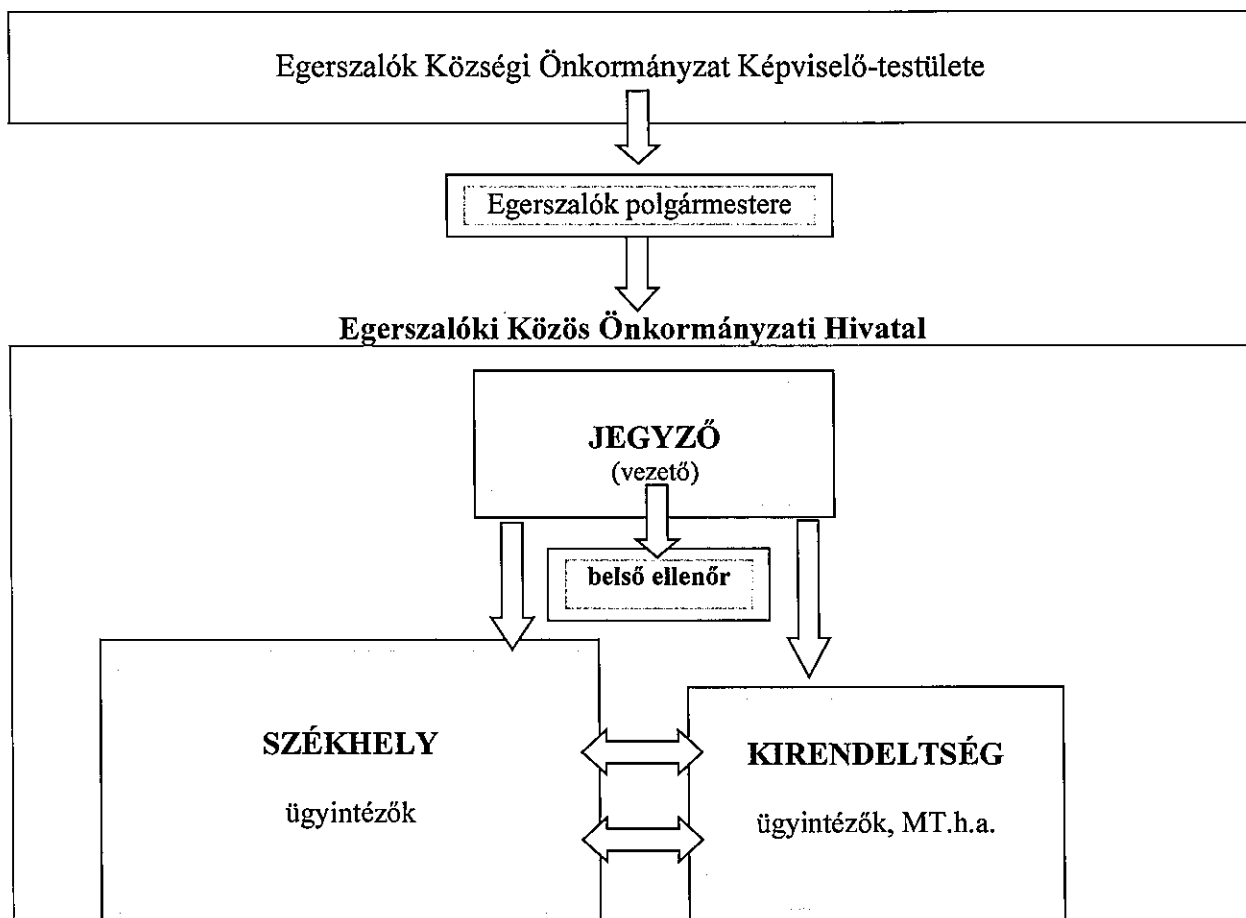 Egerszalók Községi Önkormányzat Képviselő-testülete
Egerszalók polgármestere
Egerszalóki Közös Önkormányzati Hivatal
JEGYZŐ
(vezető)
belső ellenőr
SZÉKHELY
ügyintézők
KIRENDELTSÉG
ügyintézők, MT.h.a.